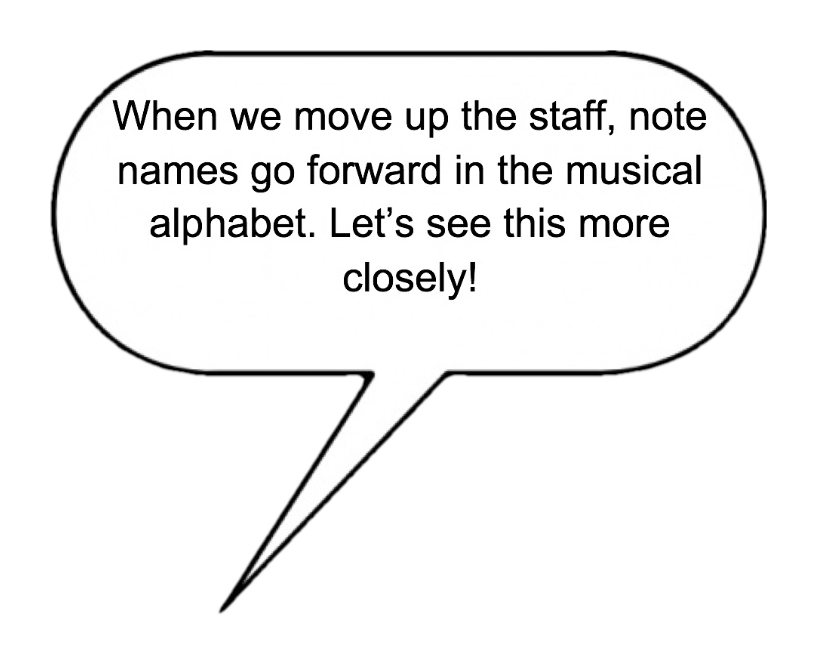 When we move up the staff, note
names go forward in the musical
alphabet. Let’s see this more
closely!